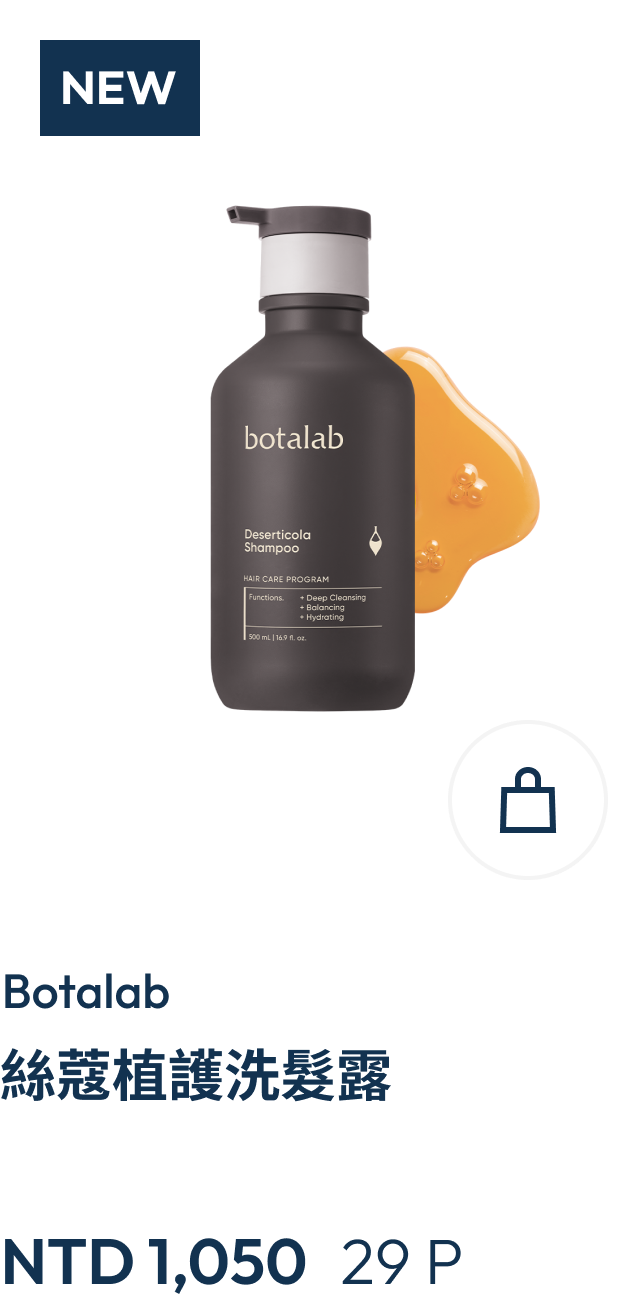 NEW
botalab
Deserticola
Shampoo
HAIR CARE PROGRAM
Functions. + Deep Cleansing
+ Balancing
+ Hydrating
500 mL | 16.9 fl. oz.
Botalab
絲蔻植護洗髮露
NTD 1,050 29 P